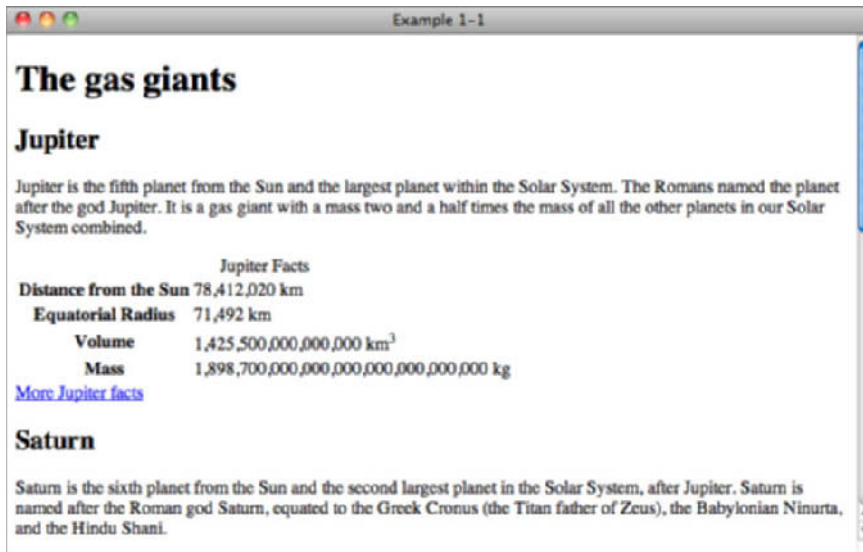 Example 1-1
The gas giants
Jupiter
Jupiter is the fifth planet from the Sun and the largest planet within the Solar System. The Romans named the planet
after the god Jupiter. It is a gas giant with a mass two and a half times the mass of all the other planets in our Solar
System combined.
Jupiter Facts
Distance from the Sun 78,412,020 km
Equatorial Radius 71,492 km
Volume 1,425,500,000,000,000 km³
Mass 1,898,700,000,000,000,000,000,000,000 kg
More Jupiter facts
Saturn
Saturn is the sixth planet from the Sun and the second largest planet in the Solar System, after Jupiter. Saturn is
named after the Roman god Saturn, equated to the Greek Cronus (the Titan father of Zeus), the Babylonian Ninurta,
and the Hindu Shani.